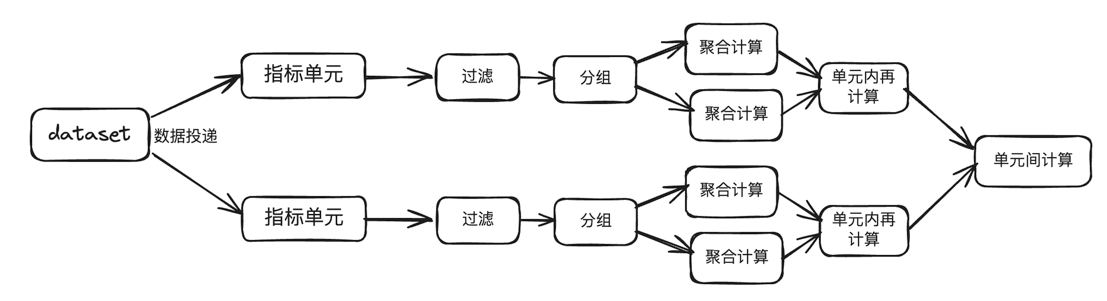 dataset
数据投递
指标单元
过滤
分组
聚合计算
聚合计算
单元内再
计算
指标单元
过滤
分组
聚合计算
聚合计算
单元内再
计算
单元间计算